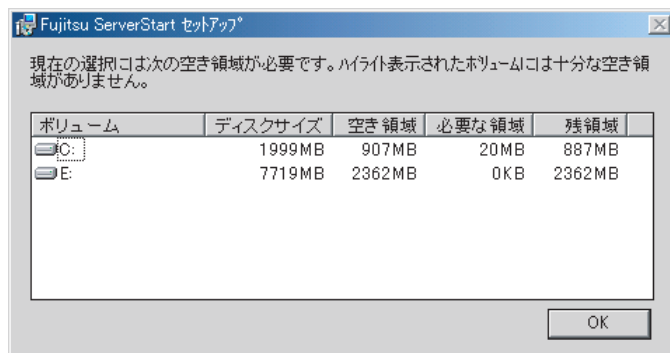 Fujitsu ServerStart セットアップ
現在の選択には次の空き領域が必要です。ハイライト表示されたボリュームには十分な空き領
域がありません。
ボリューム ディスクサイズ 空き領域 必要な領域 残領域
C: 1999MB 907MB 20MB 887MB
E: 7719MB 2362MB 0KB 2362MB
OK